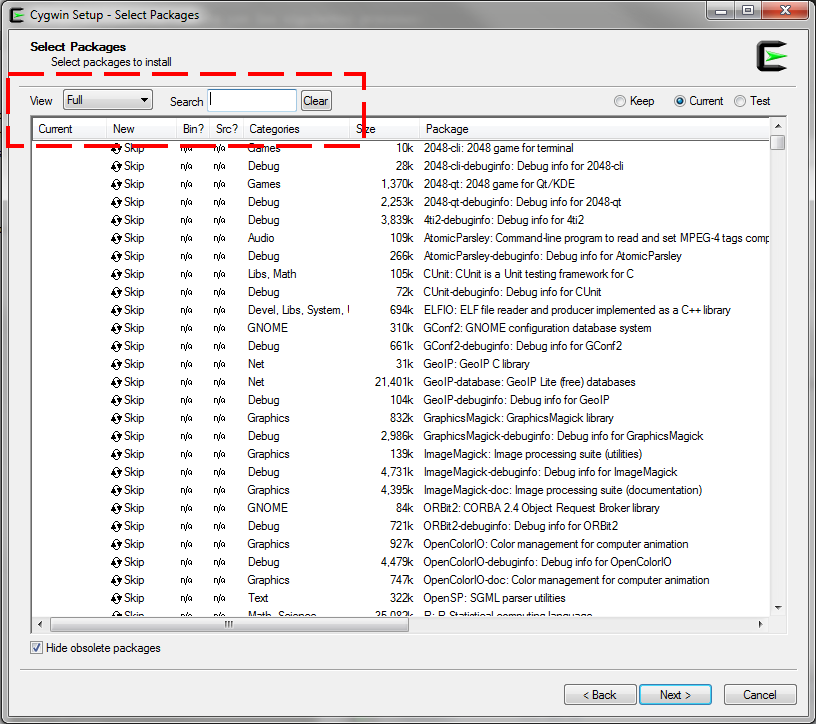 Cygwin Setup - Select Packages
Select Packages
Select packages to install
View Full Search Clear Keep Current Test
Current New Bin? Src? Categories Size Package
Skip n/a n/a Games 10k 2048-cli: 2048 game for terminal
Skip n/a n/a Debug 28k 2048-cli-debuginfo: Debug info for 2048-cli
Skip n/a n/a Games 1,370k 2048-qt: 2048 game for Qt/KDE
Skip n/a n/a Debug 2,253k 2048-qt-debuginfo: Debug info for 2048-qt
Skip n/a n/a Debug 3,839k 4ti2-debuginfo: Debug info for 4ti2
Skip n/a n/a Audio 109k AtomicParsley: Command-line program to read and set MPEG-4 tags comp
Skip n/a n/a Debug 266k AtomicParsley-debuginfo: Debug info for AtomicParsley
Skip n/a n/a Libs, Math 105k CUnit: CUnit is a Unit testing framework for C
Skip n/a n/a Debug 72k CUnit-debuginfo: Debug info for CUnit
Skip n/a n/a Devel, Libs, System, 694k ELFIO: ELF file reader and producer implemented as a C++ library
Skip n/a n/a GNOME 310k GConf2: GNOME configuration database system
Skip n/a n/a Debug 661k GConf2-debuginfo: Debug info for GConf2
Skip n/a n/a Net 31k GeoIP: GeoIP C library
Skip n/a n/a Net 21,401k GeoIP-database: GeoIP Lite (free) databases
Skip n/a n/a Debug 104k GeoIP-debuginfo: Debug info for GeoIP
Skip n/a n/a Graphics 832k GraphicsMagick: GraphicsMagick library
Skip n/a n/a Debug 2,986k GraphicsMagick-debuginfo: Debug info for GraphicsMagick
Skip n/a n/a Graphics 139k ImageMagick: Image processing suite (utilities)
Skip n/a n/a Debug 4,731k ImageMagick-debuginfo: Debug info for ImageMagick
Skip n/a n/a Graphics 4,395k ImageMagick-doc: Image processing suite (documentation)
Skip n/a n/a GNOME 84k ORBit2: CORBA 2.4 Object Request Broker library
Skip n/a n/a Debug 721k ORBit2-debuginfo: Debug info for ORBit2
Skip n/a n/a Graphics 927k OpenColorIO: Color management for computer animation
Skip n/a n/a Debug 4,479k OpenColorIO-debuginfo: Debug info for OpenColorIO
Skip n/a n/a Graphics 747k OpenColorIO-doc: Color management for computer animation
Skip n/a n/a Text 322k OpenSP: SGML parser utilities
Skip n/a n/a Math, Science 25,082k R: R Statistical computing language
Hide obsolete packages
< Back Next > Cancel